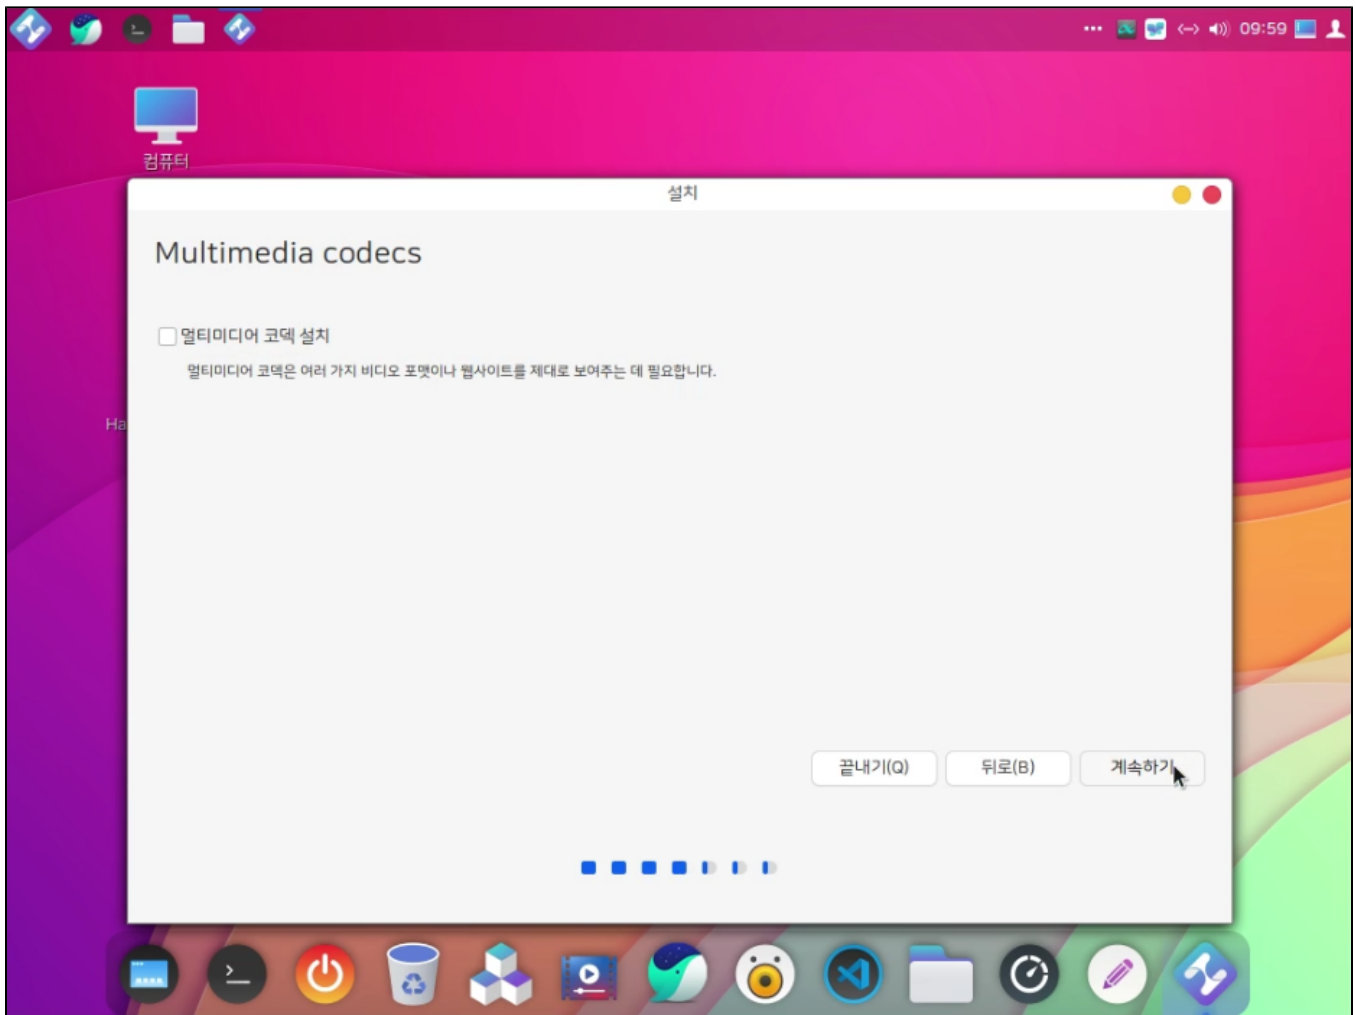 09:59
컴퓨터
설치
Multimedia codecs
멀티미디어 코덱 설치
멀티미디어 코덱은 여러 가지 비디오 포맷이나 웹사이트를 제대로 보여주는 데 필요합니다.
Ha
끝내기(Q) 뒤로(B) 계속하기